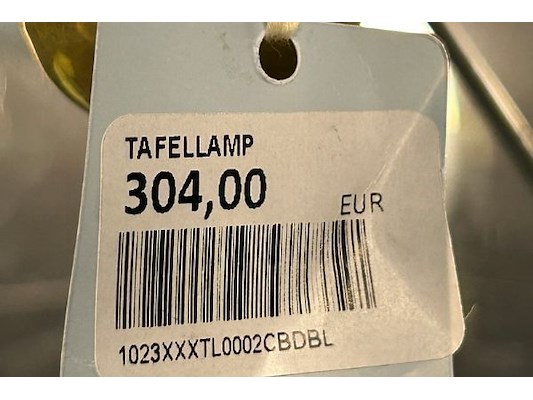 TAFELLAMP
304,00
EUR
1023XXXTL0002CBDBL